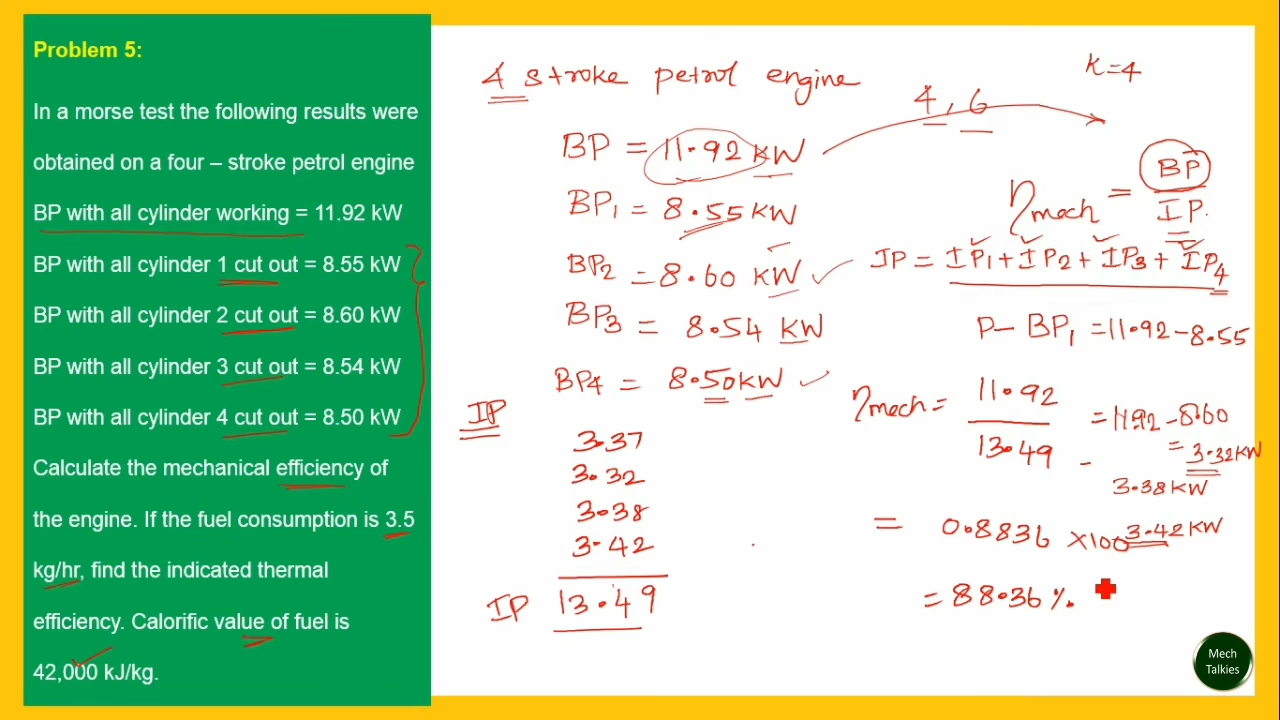 Problem 5:
In a morse test the following results were
obtained on a four – stroke petrol engine
BP with all cylinder working = 11.92 kW
BP with all cylinder 1 cut out = 8.55 kW
BP with all cylinder 2 cut out = 8.60 kW
BP with all cylinder 3 cut out = 8.54 kW
BP with all cylinder 4 cut out = 8.50 kW
Calculate the mechanical efficiency of
the engine. If the fuel consumption is 3.5
kg/hr, find the indicated thermal
efficiency. Calorific value of fuel is
42,000 kJ/kg.
4 stroke petrol engine
K=4
4, 6
BP = 11.92 KW
BP1 = 8.55 KW
BP2 = 8.60 KW
BP3 = 8.54 KW
BP4 = 8.50 KW
ηmech = BP / IP.
IP = IP1 + IP2 + IP3 + IP4
P - BP1 = 11.92 - 8.55
= 11.92 - 8.60
= 3.32 KW
3.38 KW
3.42 KW
IP
3.37
3.32
3.38
3.42
IP 13.49
ηmech = 11.92 / 13.49
= 0.8836 ×100
= 88.36 %.
Mech
Talkies